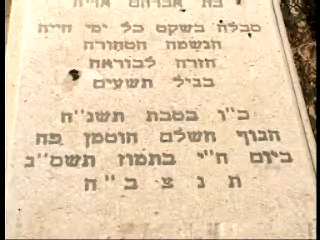 בת אברהם אריה
סבלה בשקט כל ימי חייה
הנשמה הטהורה
חזרה לבוראה
בגיל תשעים
כ"ו בטבת תשנ"ח
הגוף השלם הוטמן פה
ביום ח"י בתמוז תשס"ג
ת נ צ ב" ה